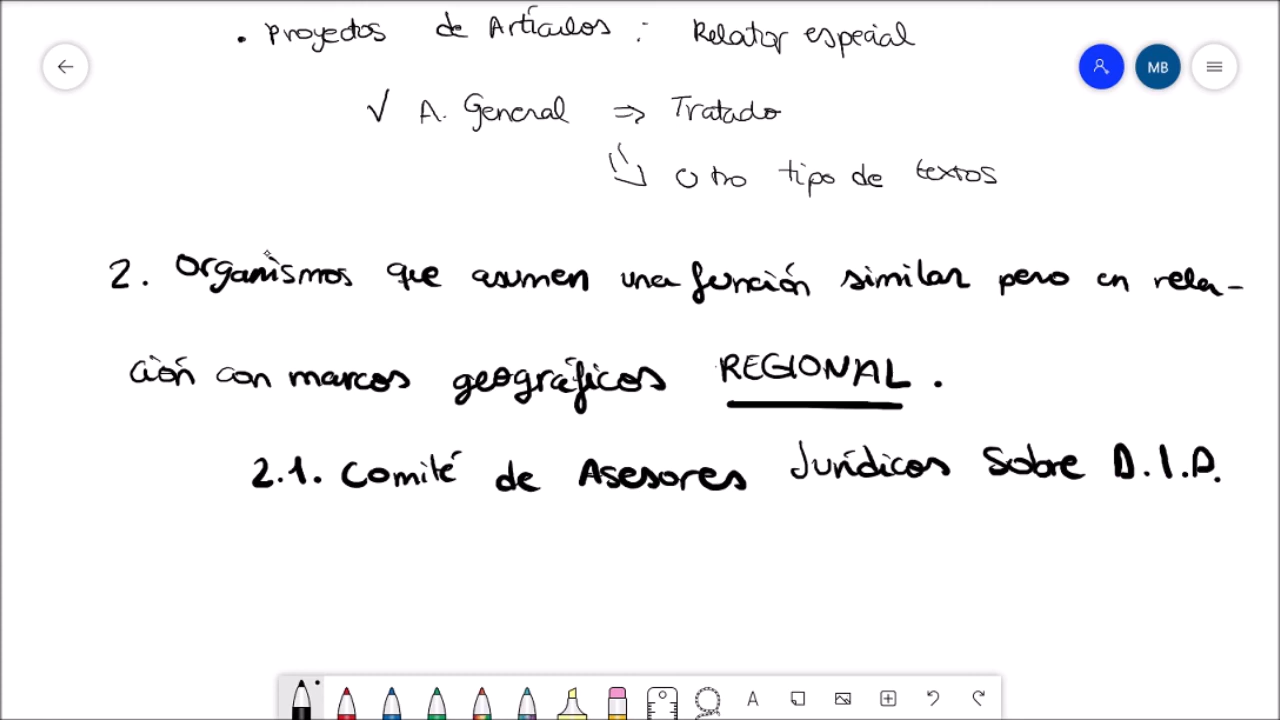 • Proyectos de Artículos : Relator especial
MB
√ A. General => Tratado
Otro tipo de textos
2. Organismos que asumen una función similar pero en rela-
ción con marcos geográficos REGIONAL.
2.1. Comité de Asesores Jurídicos Sobre D.I.P.
A